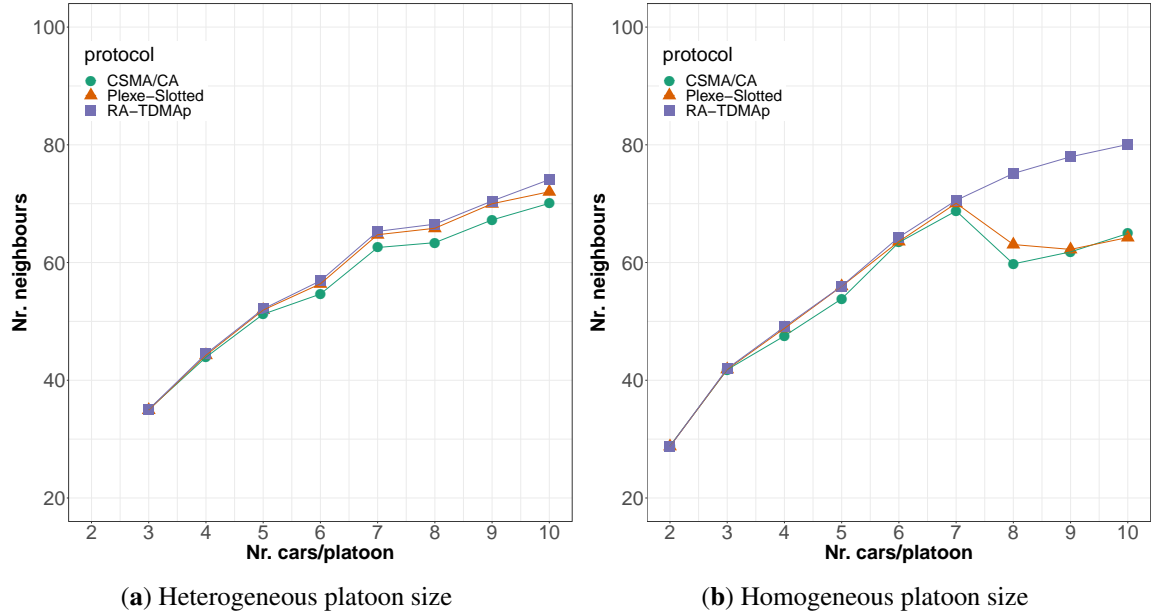 100
80
60
40
20
Nr. neighbours
protocol
CSMA/CA
Plexe−Slotted
RA−TDMAp
2 3 4 5 6 7 8 9 10
Nr. cars/platoon
(a) Heterogeneous platoon size
100
80
60
40
20
Nr. neighbours
protocol
CSMA/CA
Plexe−Slotted
RA−TDMAp
2 3 4 5 6 7 8 9 10
Nr. cars/platoon
(b) Homogeneous platoon size